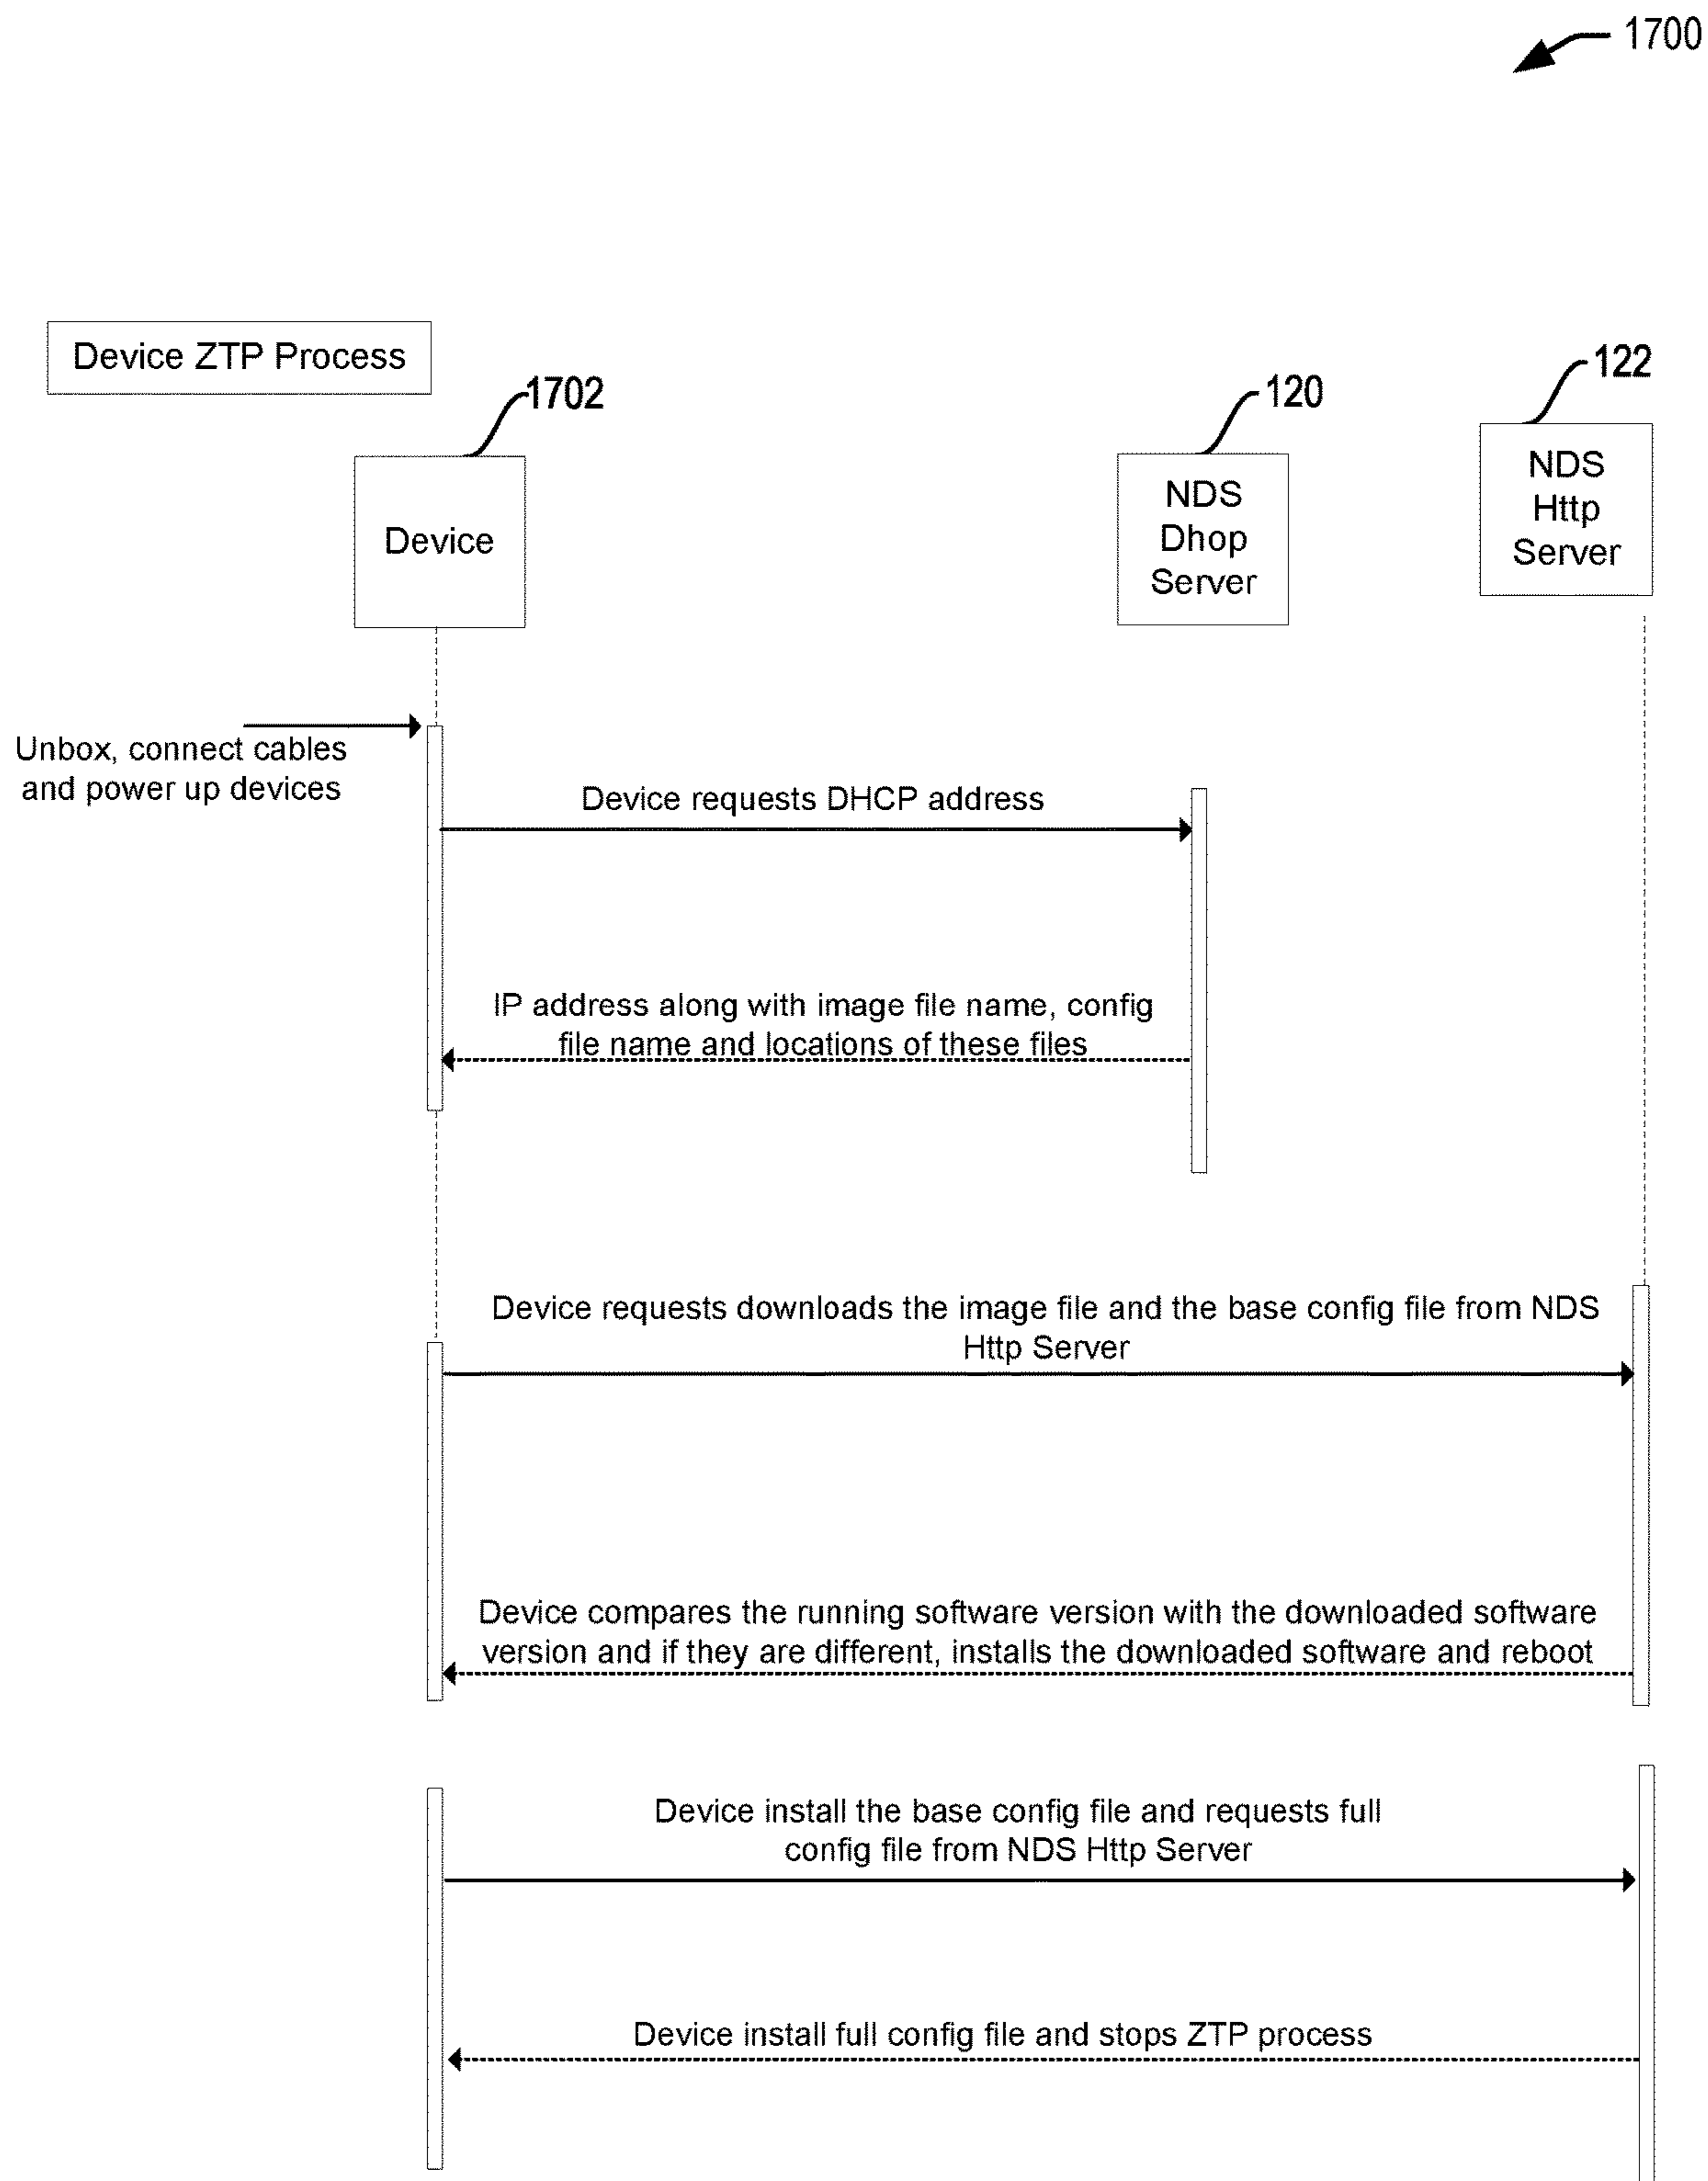 1700
Device ZTP Process
1702
120
122
Device
NDS
Dhop
Server
NDS
Http
Server
Unbox, connect cables
and power up devices
Device requests DHCP address
IP address along with image file name, config
file name and locations of these files
Device requests downloads the image file and the base config file from NDS
Http Server
Device compares the running software version with the downloaded software
version and if they are different, installs the downloaded software and reboot
Device install the base config file and requests full
config file from NDS Http Server
Device install full config file and stops ZTP process